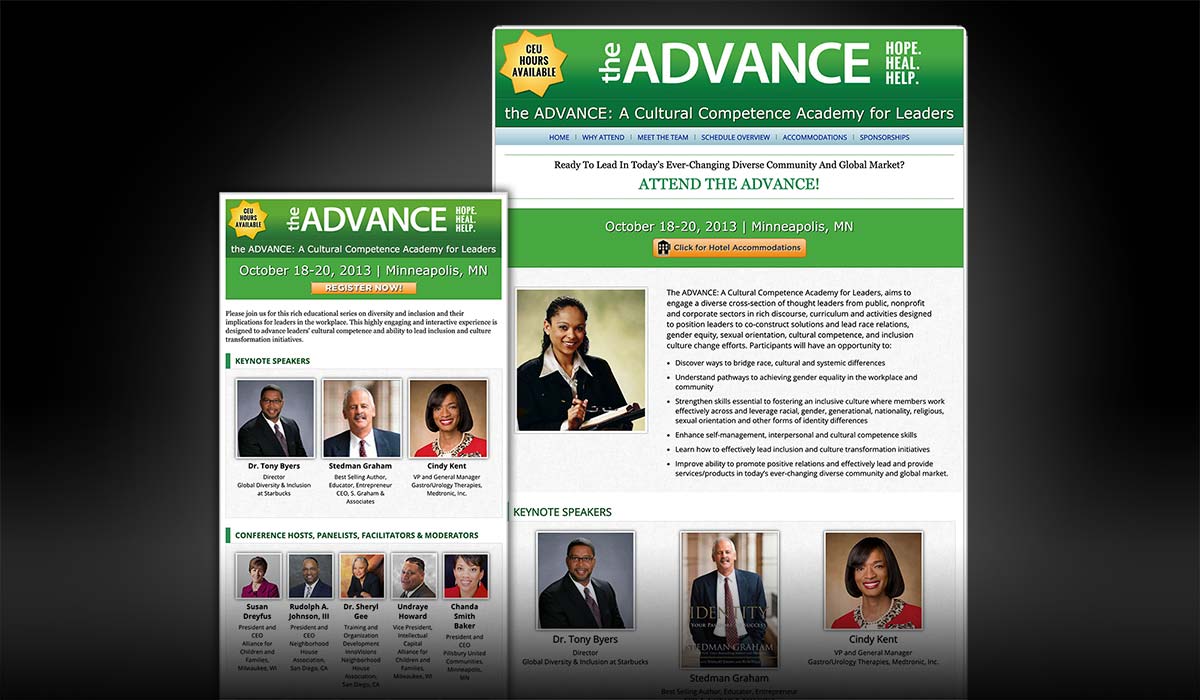 CEU
HOURS
AVAILABLE
the ADVANCE
HOPE.
HEAL.
HELP.
the ADVANCE: A Cultural Competence Academy for Leaders
HOME | WHY ATTEND | MEET THE TEAM | SCHEDULE OVERVIEW | ACCOMMODATIONS | SPONSORSHIPS
Ready To Lead In Today's Ever-Changing Diverse Community And Global Market?
ATTEND THE ADVANCE!
October 18-20, 2013 | Minneapolis, MN
Click for Hotel Accommodations
The ADVANCE: A Cultural Competence Academy for Leaders, aims to
engage a diverse cross-section of thought leaders from public, nonprofit
and corporate sectors in rich discourse, curriculum and activities designed
to position leaders to co-construct solutions and lead race relations,
gender equity, sexual orientation, cultural competence, and inclusion
culture change efforts. Participants will have an opportunity to:
• Discover ways to bridge race, cultural and systemic differences
• Understand pathways to achieving gender equality in the workplace and
community
• Strengthen skills essential to fostering an inclusive culture where members work
effectively across and leverage racial, gender, generational, nationality, religious,
sexual orientation and other forms of identity differences
• Enhance self-management, interpersonal and cultural competence skills
• Learn how to effectively lead inclusion and culture transformation initiatives
• Improve ability to promote positive relations and effectively lead and provide
services/products in today's ever-changing diverse community and global market.
KEYNOTE SPEAKERS
Dr. Tony Byers
Director
Global Diversity & Inclusion at Starbucks
IDENTITY
YOUR PASSPORT TO SUCCESS
STEDMAN GRAHAM
Stedman Graham
Best Selling Author, Educator, Entrepreneur
Cindy Kent
VP and General Manager
Gastro/Urology Therapies, Medtronic, Inc.
CEU
HOURS
AVAILABLE
the ADVANCE
HOPE.
HEAL.
HELP.
the ADVANCE: A Cultural Competence Academy for Leaders
October 18-20, 2013 | Minneapolis, MN
REGISTER NOW!
Please join us for this rich educational series on diversity and inclusion and their
implications for leaders in the workplace. This highly engaging and interactive experience is
designed to advance leaders' cultural competence and ability to lead inclusion and culture
transformation initiatives.
KEYNOTE SPEAKERS
Dr. Tony Byers
Director
Global Diversity & Inclusion
at Starbucks
Stedman Graham
Best Selling Author,
Educator, Entrepreneur
CEO, S. Graham &
Associates
Cindy Kent
VP and General Manager
Gastro/Urology Therapies,
Medtronic, Inc.
CONFERENCE HOSTS, PANELISTS, FACILITATORS & MODERATORS
Susan
Dreyfus
President and
CEO
Alliance for
Children and
Families,
Milwaukee, WI
Rudolph A.
Johnson, III
President and
CEO
Neighborhood
House
Association,
San Diego, CA
Dr. Sheryl
Gee
Training and
Organization
Development
InnoVisions
Neighborhood
House
Association,
San Diego, CA
Undraye
Howard
Vice President,
Intellectual
Capital
Alliance for
Children and
Families,
Milwaukee, WI
Chanda
Smith
Baker
President and
CEO
Pillsbury United
Communities,
Minneapolis,
MN